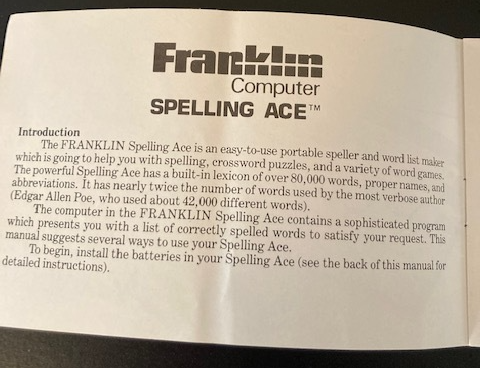 Franklin
Computer
SPELLING ACE™
Introduction
The FRANKLIN Spelling Ace is an easy-to-use portable speller and word list maker
which is going to help you with spelling, crossword puzzles, and a variety of word games.
The powerful Spelling Ace has a built-in lexicon of over 80,000 words, proper names, and
abbreviations. It has nearly twice the number of words used by the most verbose author
(Edgar Allen Poe, who used about 42,000 different words).
The computer in the FRANKLIN Spelling Ace contains a sophisticated program
which presents you with a list of correctly spelled words to satisfy your request. This
manual suggests several ways to use your Spelling Ace.
To begin, install the batteries in your Spelling Ace (see the back of this manual for
detailed instructions).